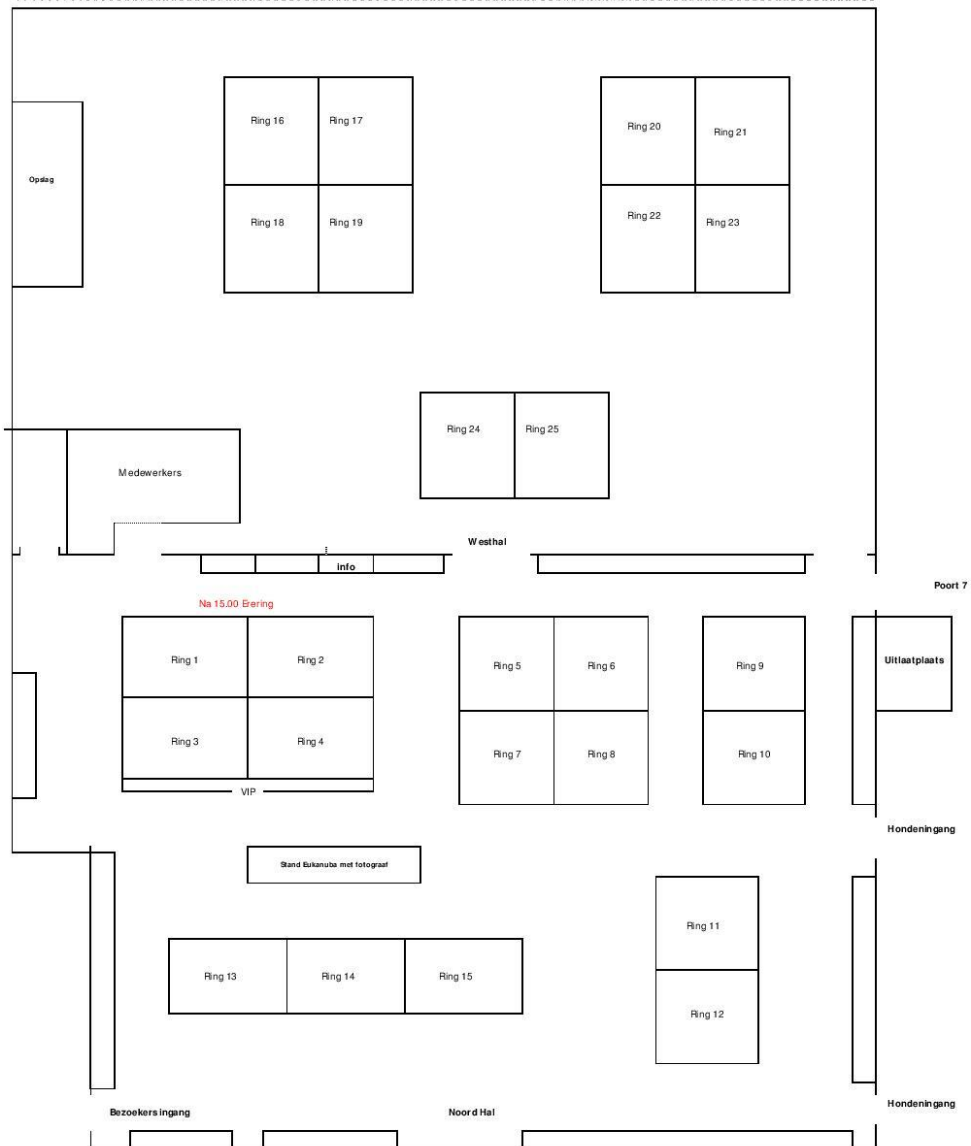 Ring 16
Ring 17
Ring 20
Ring 21
Opslag
Ring 18
Ring 19
Ring 22
Ring 23
Ring 24
Ring 25
Medewerkers
Westhal
info
Poort 7
Na 15.00 Erering
Ring 1
Ring 2
Ring 5
Ring 6
Ring 9
Uitlaatplaats
Ring 3
Ring 4
Ring 7
Ring 8
Ring 10
VIP
Hondeningang
Stand Eukanuba met fotograaf
Ring 11
Ring 13
Ring 14
Ring 15
Ring 12
Bezoekersingang
Noord Hal
Hondeningang